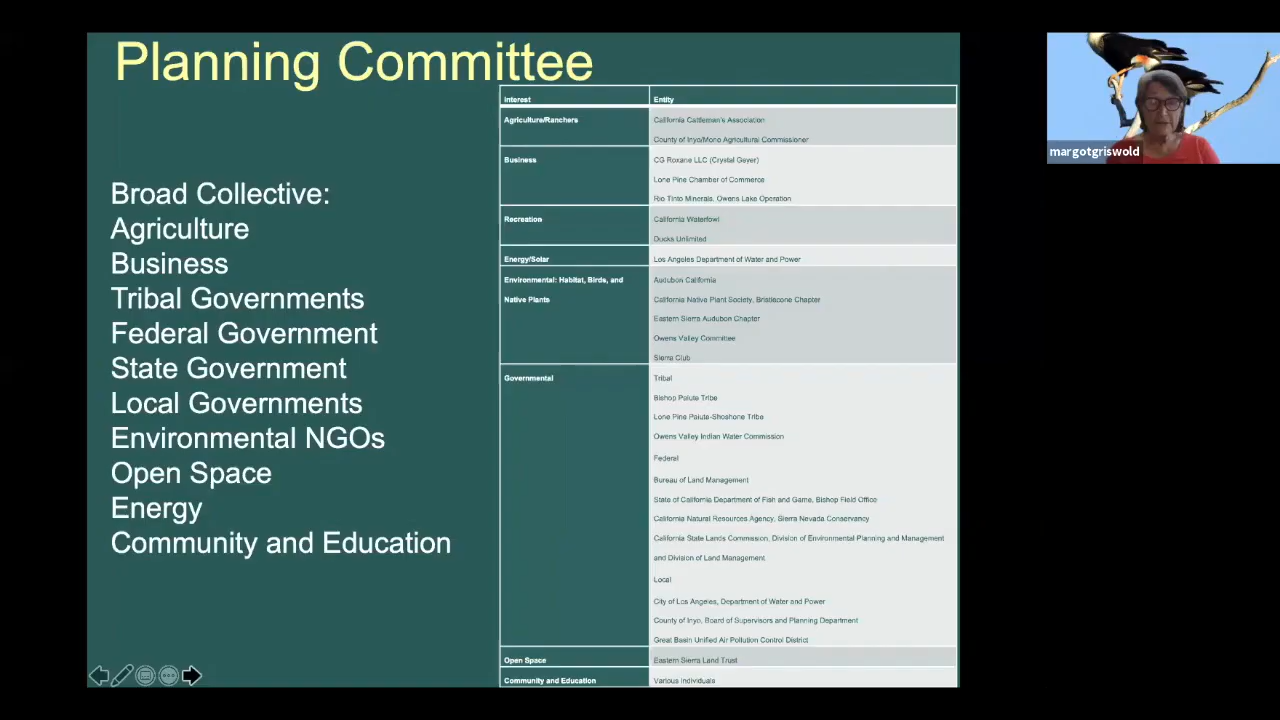 Planning Committee
Broad Collective:
Agriculture
Business
Tribal Governments
Federal Government
State Government
Local Governments
Environmental NGOs
Open Space
Energy
Community and Education
Interest
Entity
Agriculture/Ranchers
California Cattleman's Association
County of Inyo/Mono Agricultural Commissioner
Business
CG Roxane LLC (Crystal Geyer)
Lone Pine Chamber of Commerce
Rio Tinto Minerals, Owens Lake Operation
Recreation
California Waterfowl
Ducks Unlimited
Energy/Solar
Los Angeles Department of Water and Power
Environmental: Habitat, Birds, and
Native Plants
Audubon California
California Native Plant Society, Bristlecone Chapter
Eastern Sierra Audubon Chapter
Owens Valley Committee
Sierra Club
Governmental
Tribal
Bishop Paiute Tribe
Lone Pine Paiute-Shoshone Tribe
Owens Valley Indian Water Commission
Federal
Bureau of Land Management
State of California Department of Fish and Game, Bishop Field Office
California Natural Resources Agency, Sierra Nevada Conservancy
California State Lands Commission, Division of Environmental Planning and Management
and Division of Land Management.
Local
City of Los Angeles, Department of Water and Power
County of Inyo, Board of Supervisors and Planning Department
Great Basin Unified Air Pollution Control District
Open Space
Eastern Sierra Land Trust
Community and Education
Various individuals
margotgriswold